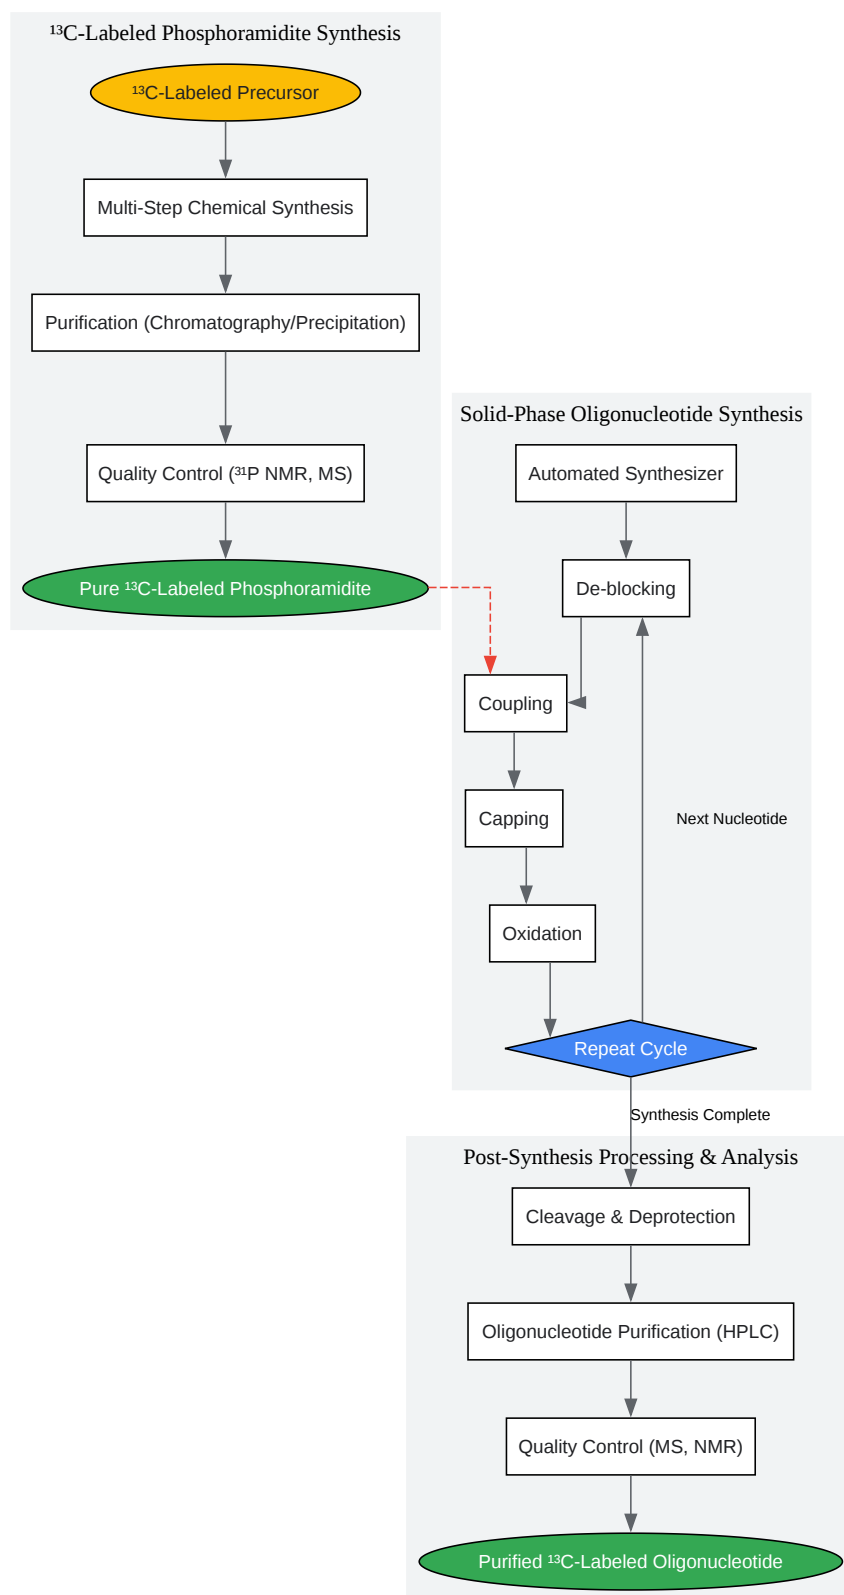 ¹³C-Labeled Phosphoramidite Synthesis
¹³C-Labeled Precursor
Multi-Step Chemical Synthesis
Purification (Chromatography/Precipitation)
Quality Control (³¹P NMR, MS)
Pure ¹³C-Labeled Phosphoramidite
Solid-Phase Oligonucleotide Synthesis
Automated Synthesizer
De-blocking
Coupling
Capping
Next Nucleotide
Oxidation
Repeat Cycle
Synthesis Complete
Post-Synthesis Processing & Analysis
Cleavage & Deprotection
Oligonucleotide Purification (HPLC)
Quality Control (MS, NMR)
Purified ¹³C-Labeled Oligonucleotide